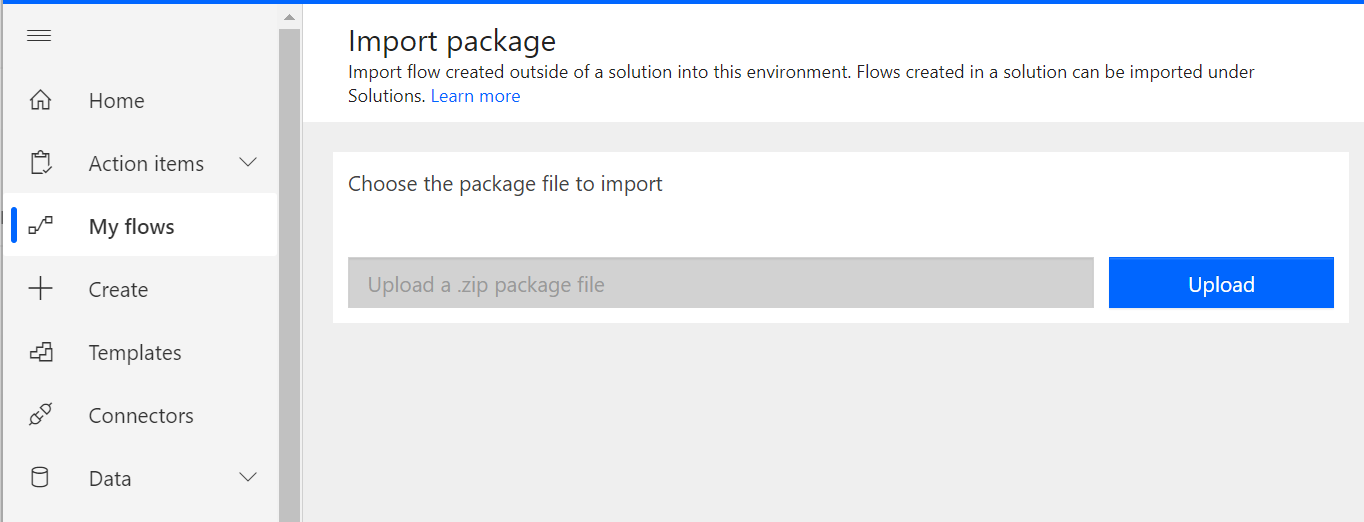 Import package
Import flow created outside of a solution into this environment. Flows created in a solution can be imported under
Solutions. Learn more
Home
Action items
My flows
Create
Templates
Connectors
Data
Choose the package file to import
Upload a .zip package file
Upload